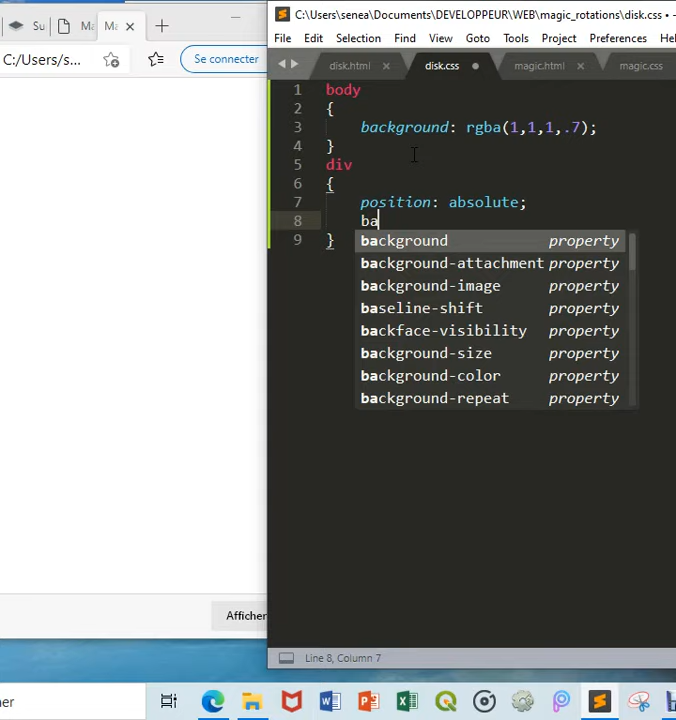 Su
Ma
Ma
C:/Users/s...
Se connecter
C:\Users\senea\Documents\DEVELOPPEUR\WEB\magic_rotations\disk.css • -
File Edit Selection Find View Goto Tools Project Preferences Hel
disk.html disk.css magic.html magic.css
1 body
2 {
3 background: rgba(1,1,1,.7);
4 }
5 div
6 {
7 position: absolute;
8 ba
9 }
background property
background-attachment property
background-image property
baseline-shift property
backface-visibility property
background-size property
background-color property
background-repeat property
Afficher
Line 8, Column 7
ner